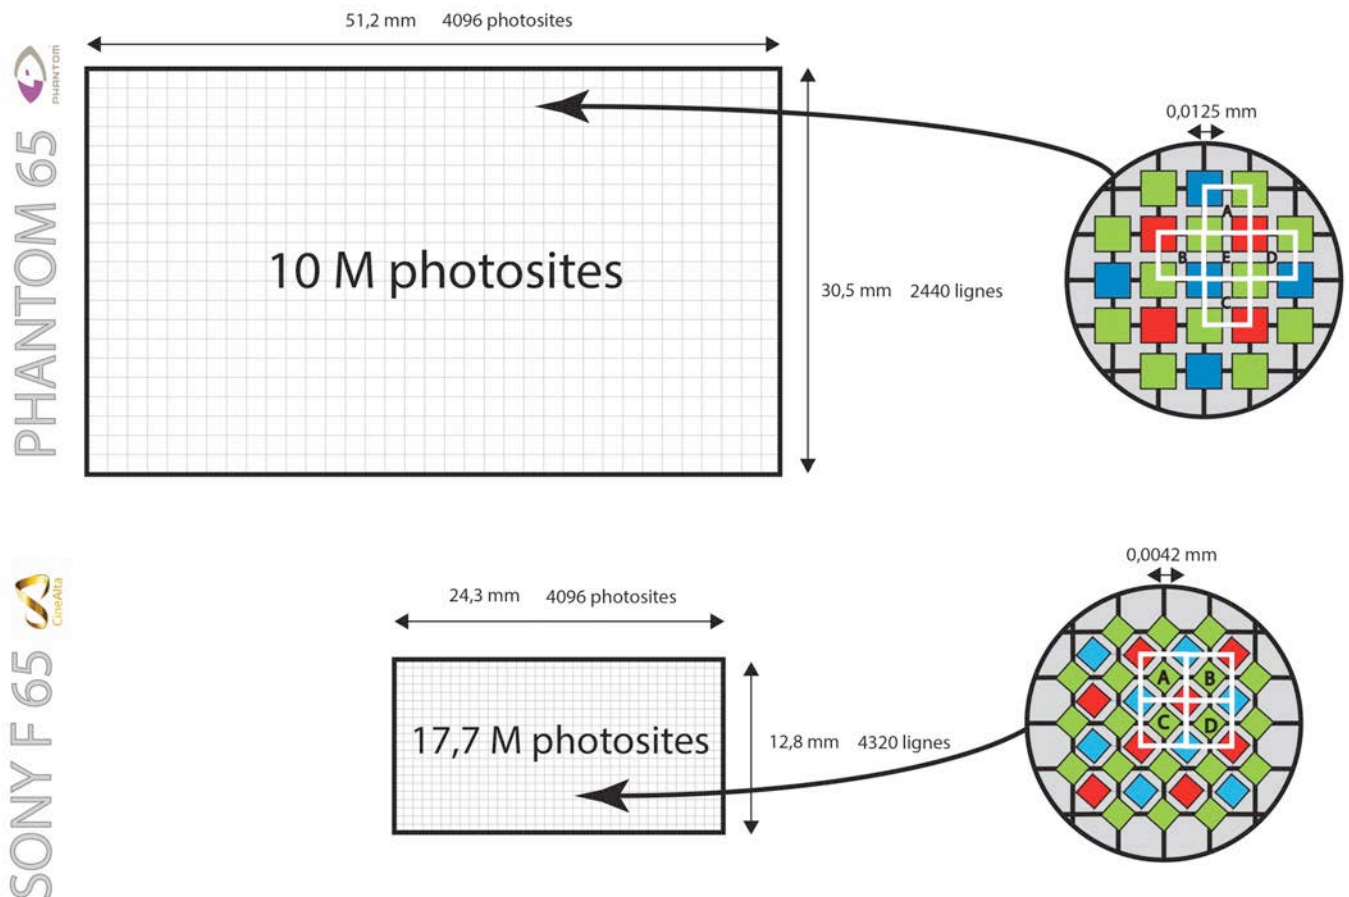 51,2 mm 4096 photosites
PHANTOM
PHANTOM 65
10 M photosites
30,5 mm 2440 lignes
0,0125 mm
A
B E D
C
CineAlta
SONY F 65
24,3 mm 4096 photosites
17,7 M photosites
12,8 mm 4320 lignes
0,0042 mm
A B
C D